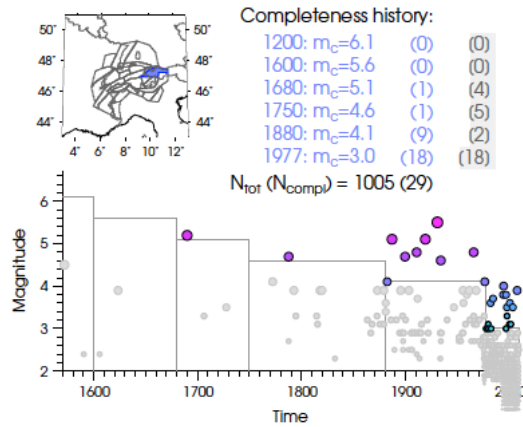 Completeness history:
1200: mc=6.1 (0) (0)
1600: mc=5.6 (0) (0)
1680: mc=5.1 (1) (4)
1750: mc=4.6 (1) (5)
1880: mc=4.1 (9) (2)
1977: mc=3.0 (18) (18)
Ntot (Ncompl) = 1005 (29)
50° 50°
48° 48°
46° 46°
44° 44°
4° 6° 8° 10° 12°
Magnitude
6
5
4
3
2
1600 1700 1800 1900
Time